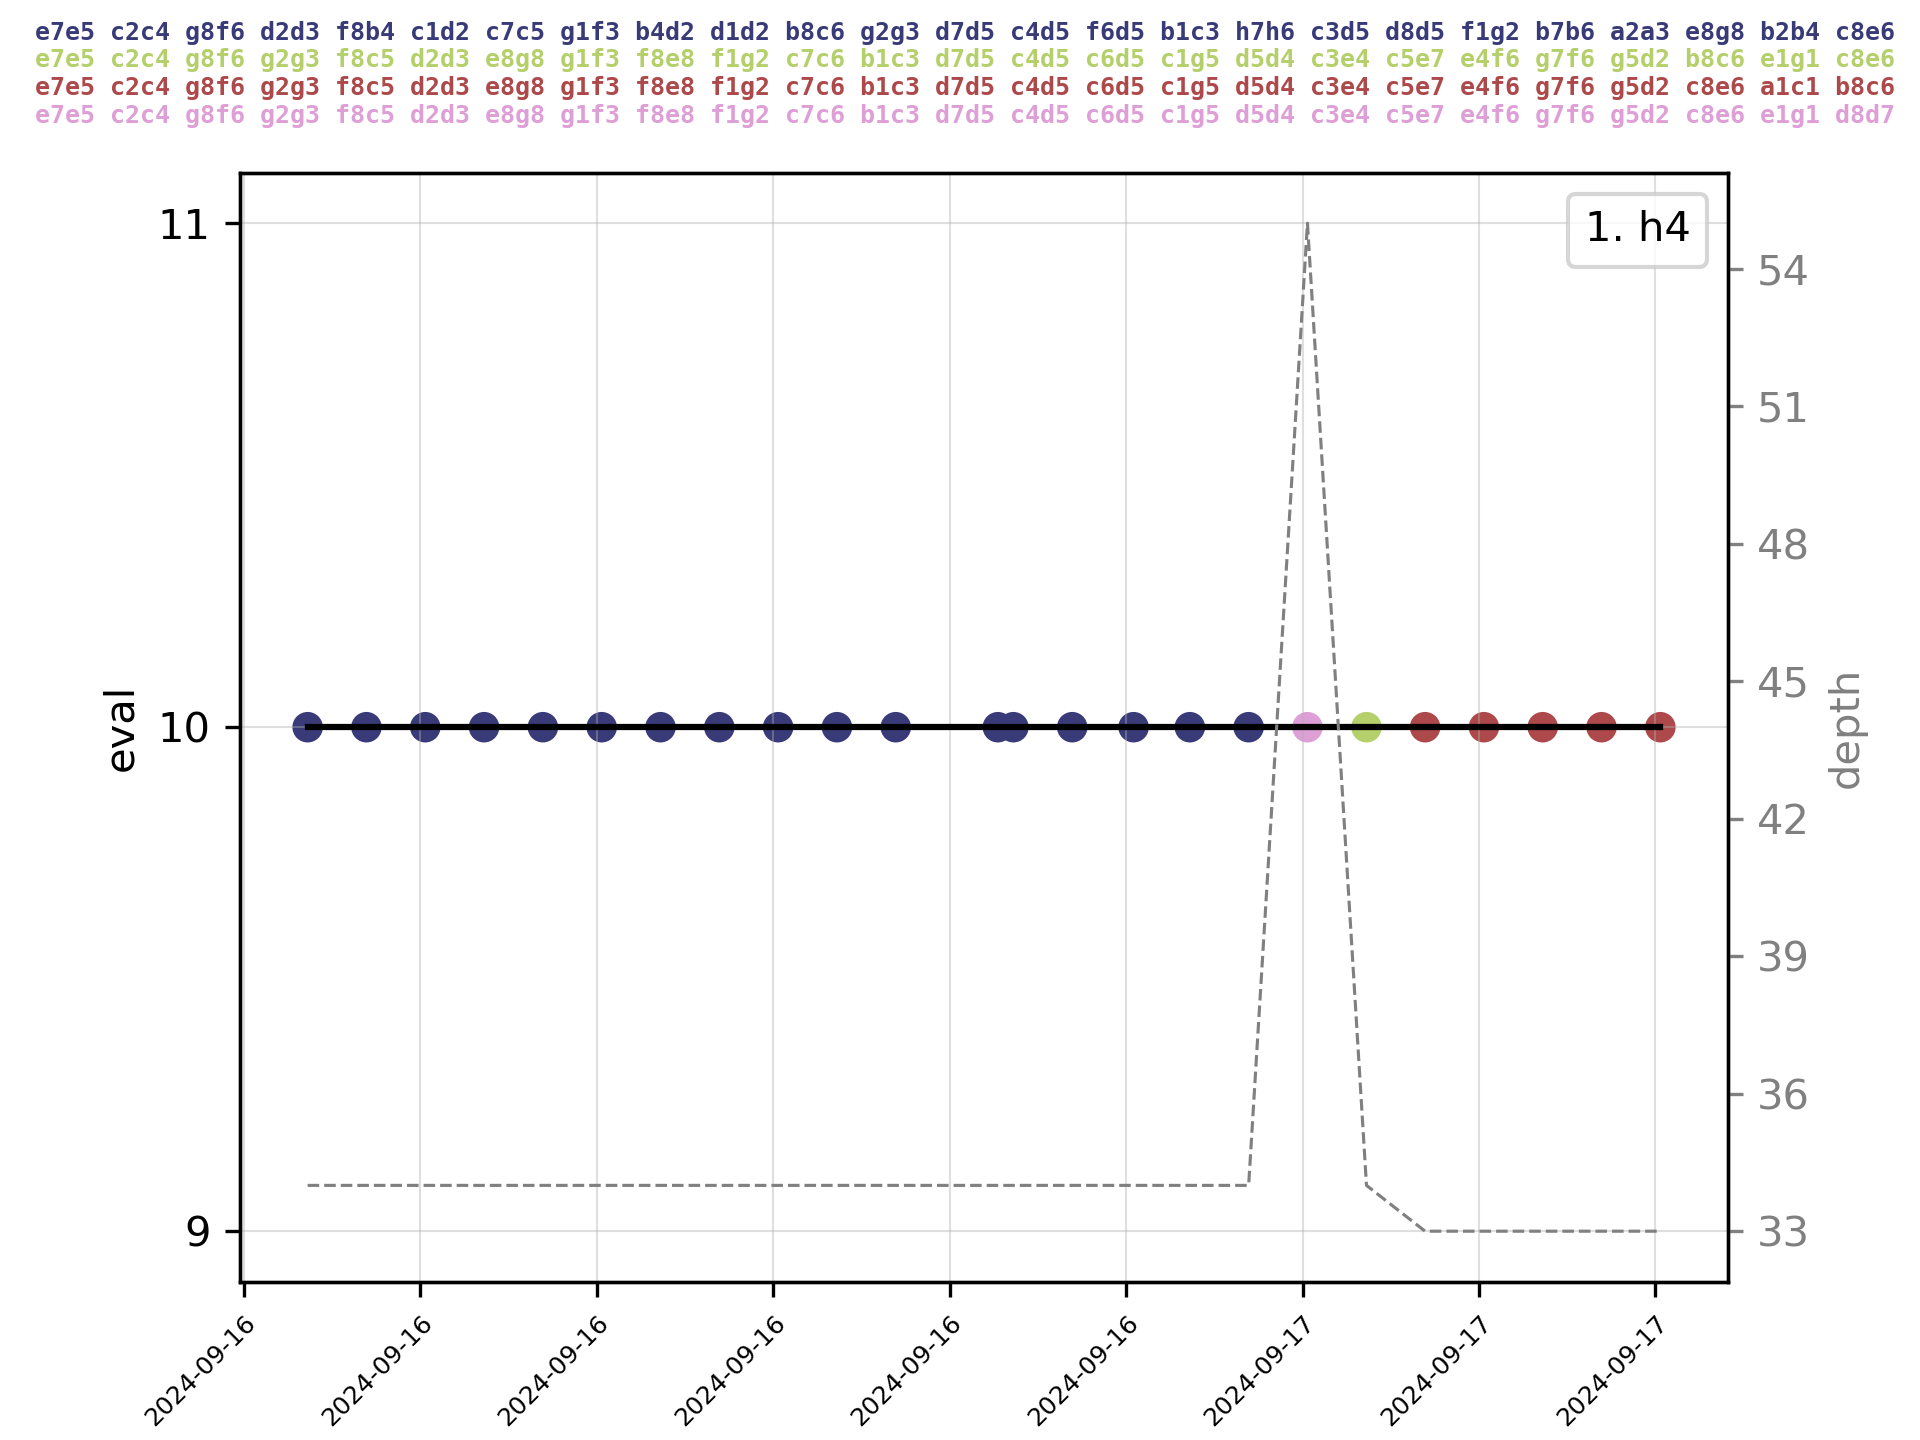 e7e5 c2c4 g8f6 d2d3 f8b4 c1d2 c7c5 g1f3 b4d2 d1d2 b8c6 g2g3 d7d5 c4d5 f6d5 b1c3 h7h6 c3d5 d8d5 f1g2 b7b6 a2a3 e8g8 b2b4 c8e6
e7e5 c2c4 g8f6 g2g3 f8c5 d2d3 e8g8 g1f3 f8e8 f1g2 c7c6 b1c3 d7d5 c4d5 c6d5 c1g5 d5d4 c3e4 c5e7 e4f6 g7f6 g5d2 b8c6 e1g1 c8e6
e7e5 c2c4 g8f6 g2g3 f8c5 d2d3 e8g8 g1f3 f8e8 f1g2 c7c6 b1c3 d7d5 c4d5 c6d5 c1g5 d5d4 c3e4 c5e7 e4f6 g7f6 g5d2 c8e6 a1c1 b8c6
e7e5 c2c4 g8f6 g2g3 f8c5 d2d3 e8g8 g1f3 f8e8 f1g2 c7c6 b1c3 d7d5 c4d5 c6d5 c1g5 d5d4 c3e4 c5e7 e4f6 g7f6 g5d2 c8e6 e1g1 d8d7
1. h4
eval
11
10
9
depth
54
51
48
45
42
39
36
33
2024-09-16
2024-09-16
2024-09-16
2024-09-16
2024-09-16
2024-09-16
2024-09-17
2024-09-17
2024-09-17